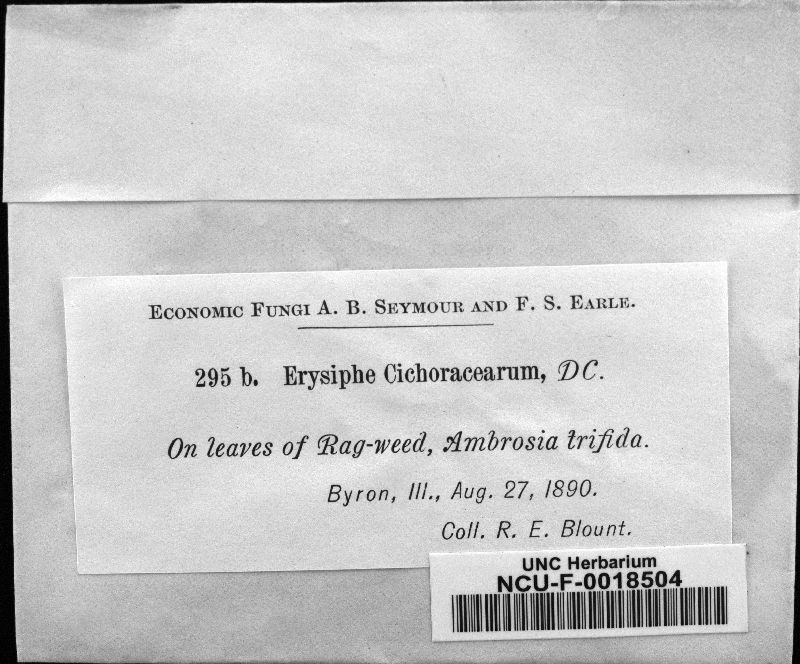 Economic Fungi A. B. Seymour and F. S. Earle.
295 b. Erysiphe Cichoracearum, DC.
On leaves of Rag-weed, Ambrosia trifida.
Byron, Ill., Aug. 27, 1890.
Coll. R. E. Blount.
UNC Herbarium
NCU-F-0018504